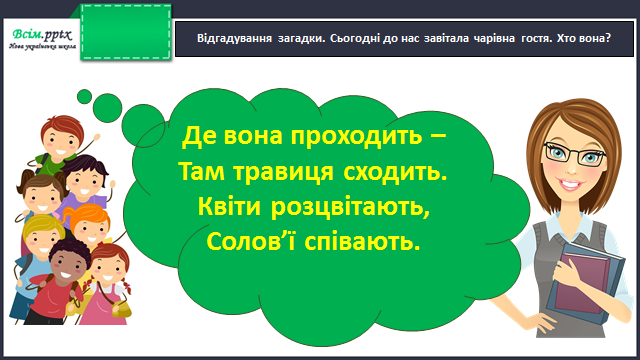 Всім.pptx
Нова українська школа
Відгадування загадки. Сьогодні до нас завітала чарівна гостя. Хто вона?
Де вона проходить –
Там травиця сходить.
Квіти розцвітають,
Солов’ї співають.